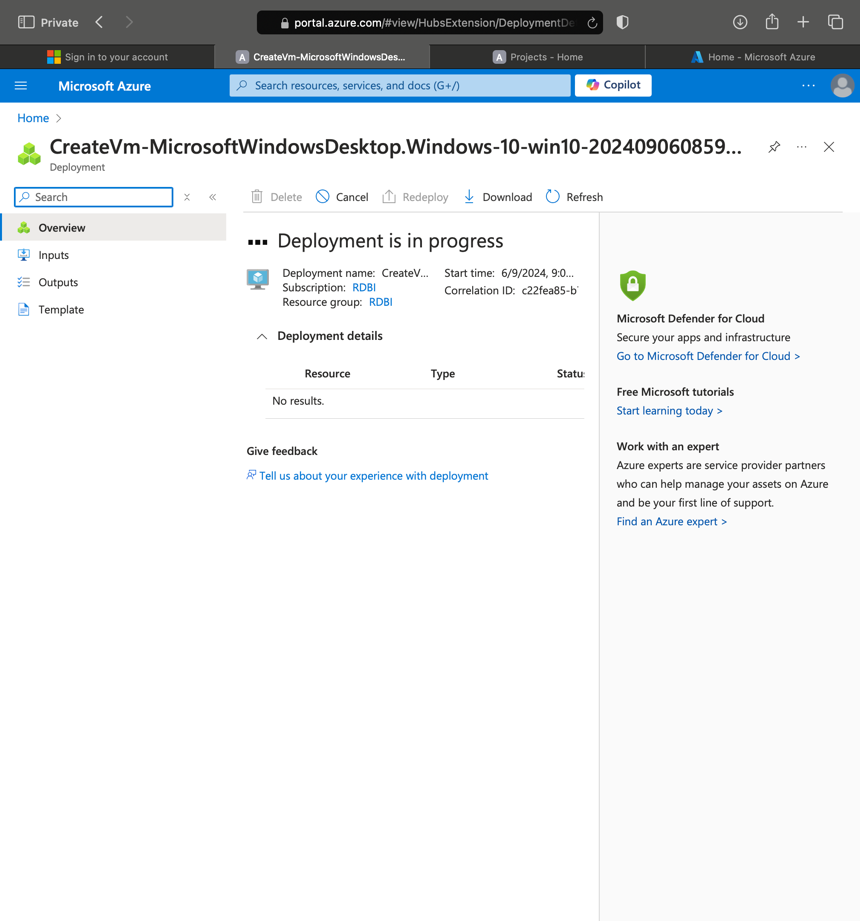 Private
portal.azure.com/#view/HubsExtension/DeploymentDe
Sign in to your account
A CreateVm-MicrosoftWindowsDes...
A Projects - Home
Home - Microsoft Azure
Microsoft Azure
Search resources, services, and docs (G+/)
Copilot
...
Home >
CreateVm-MicrosoftWindowsDesktop.Windows-10-win10-202409060859...
Deployment
Search
Delete
Cancel
Redeploy
Download
Refresh
Overview
Inputs
Outputs
Template
Deployment is in progress
Deployment name: CreateV...
Subscription: RDBI
Resource group: RDBI
Start time: 6/9/2024, 9:0...
Correlation ID: c22fea85-b
Deployment details
Resource Type Statu
No results.
Give feedback
Tell us about your experience with deployment
Microsoft Defender for Cloud
Secure your apps and infrastructure
Go to Microsoft Defender for Cloud >
Free Microsoft tutorials
Start learning today >
Work with an expert
Azure experts are service provider partners
who can help manage your assets on Azure
and be your first line of support.
Find an Azure expert >